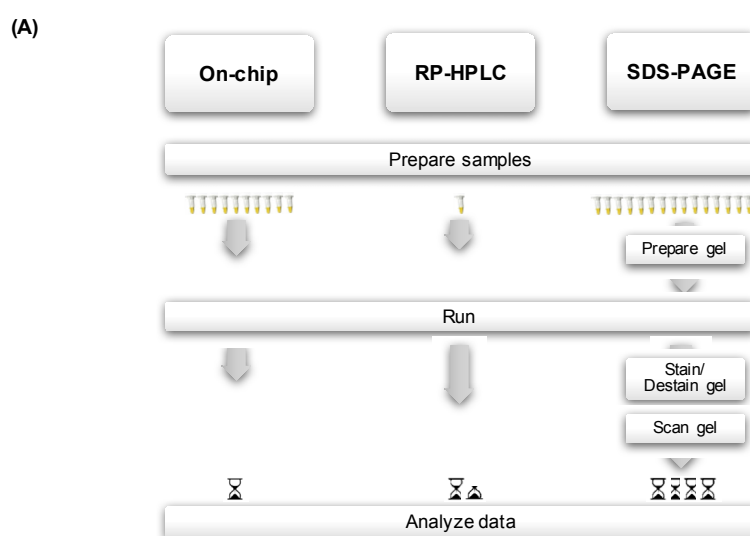 (A)
On-chip
RP-HPLC
SDS-PAGE
Prepare samples
Prepare gel
Run
Stain/
Destain gel
Scan gel
Analyze data